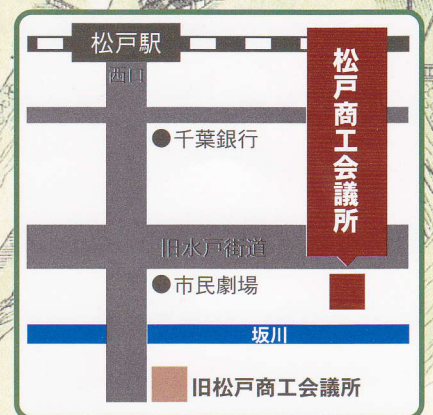 松戸駅
西口
松戸商工会議所
●千葉銀行
旧水戸街道
●市民劇場
坂川
旧松戸商工会議所